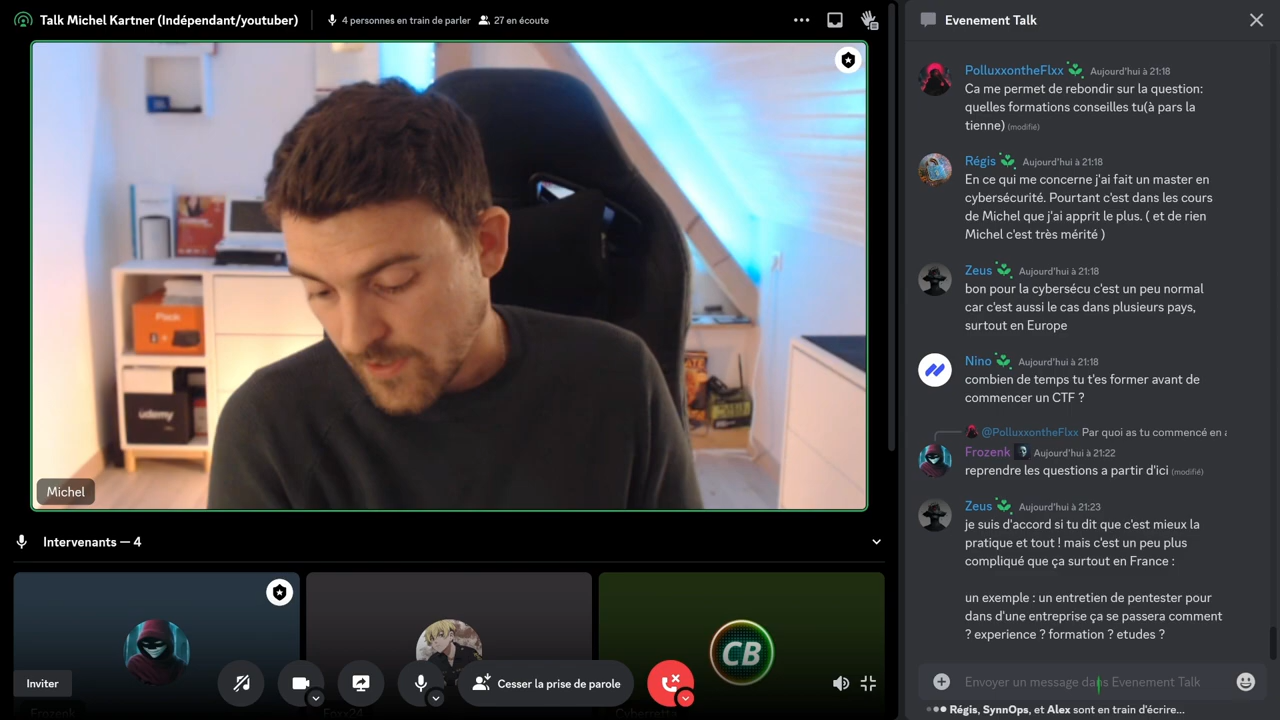 Talk Michel Kartner (Indépendant/youtuber)
4 personnes en train de parler
27 en écoute
Evenement Talk
PolluxxontheFlxx Aujourd'hui à 21:18
Ca me permet de rebondir sur la question:
quelles formations conseilles tu(à pars la
tienne) (modifié)
Régis Aujourd'hui à 21:18
En ce qui me concerne j'ai fait un master en
cybersécurité. Pourtant c'est dans les cours
de Michel que j'ai apprit le plus. ( et de rien
Michel c'est très mérité )
Zeus Aujourd'hui à 21:18
bon pour la cybersécu c'est un peu normal
car c'est aussi le cas dans plusieurs pays,
surtout en Europe
Nino Aujourd'hui à 21:18
combien de temps tu t'es former avant de
commencer un CTF ?
@PolluxxontheFlxx Par quoi as tu commencé en
Frozenk Aujourd'hui à 21:22
reprendre les questions a partir d'ici (modifié)
Zeus Aujourd'hui à 21:23
je suis d'accord si tu dit que c'est mieux la
pratique et tout ! mais c'est un peu plus
compliqué que ça surtout en France :
un exemple : un entretien de pentester pour
dans d'une entreprise ça se passera comment
? experience ? formation ? etudes ?
Envoyer un message dans Evenement Talk
Régis, SynnOps, et Alex sont en train d'écrire...
udemy
Michel
Intervenants — 4
CB
Inviter
Cesser la prise de parole